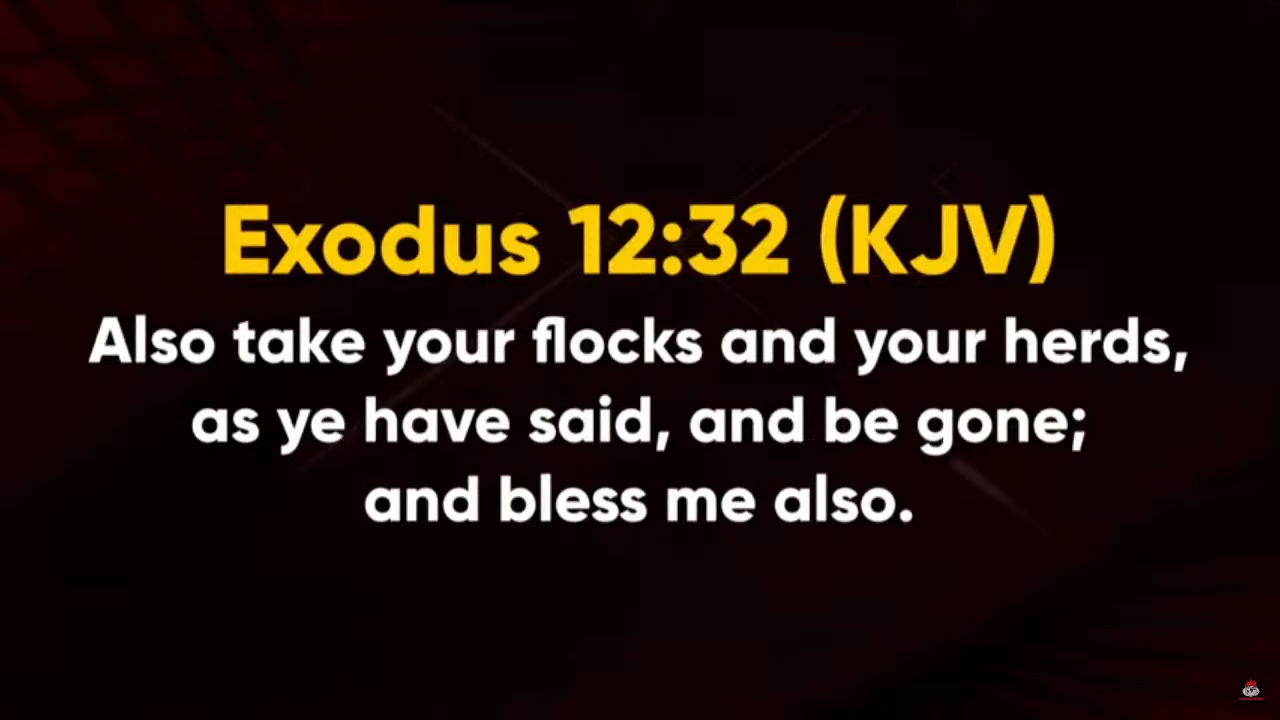 Exodus 12:32 (KJV)
Also take your flocks and your herds,
as ye have said, and be gone;
and bless me also.